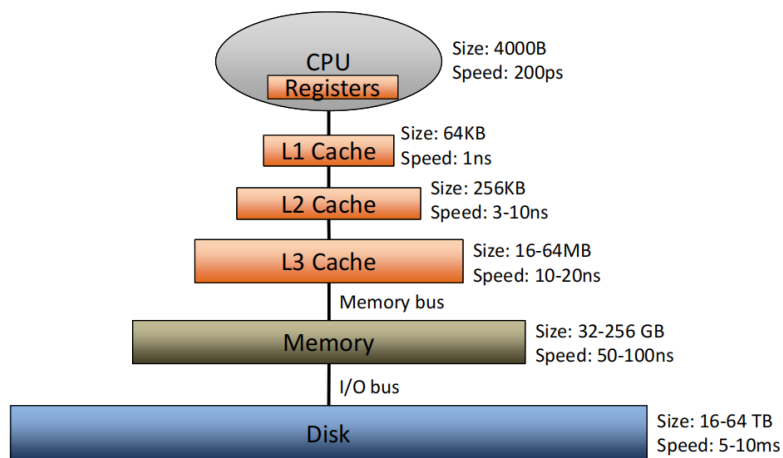 CPU
Registers
Size: 4000B
Speed: 200ps
L1 Cache
Size: 64KB
Speed: 1ns
L2 Cache
Size: 256KB
Speed: 3-10ns
L3 Cache
Size: 16-64MB
Speed: 10-20ns
Memory bus
Memory
Size: 32-256 GB
Speed: 50-100ns
I/O bus
Disk
Size: 16-64 TB
Speed: 5-10ms